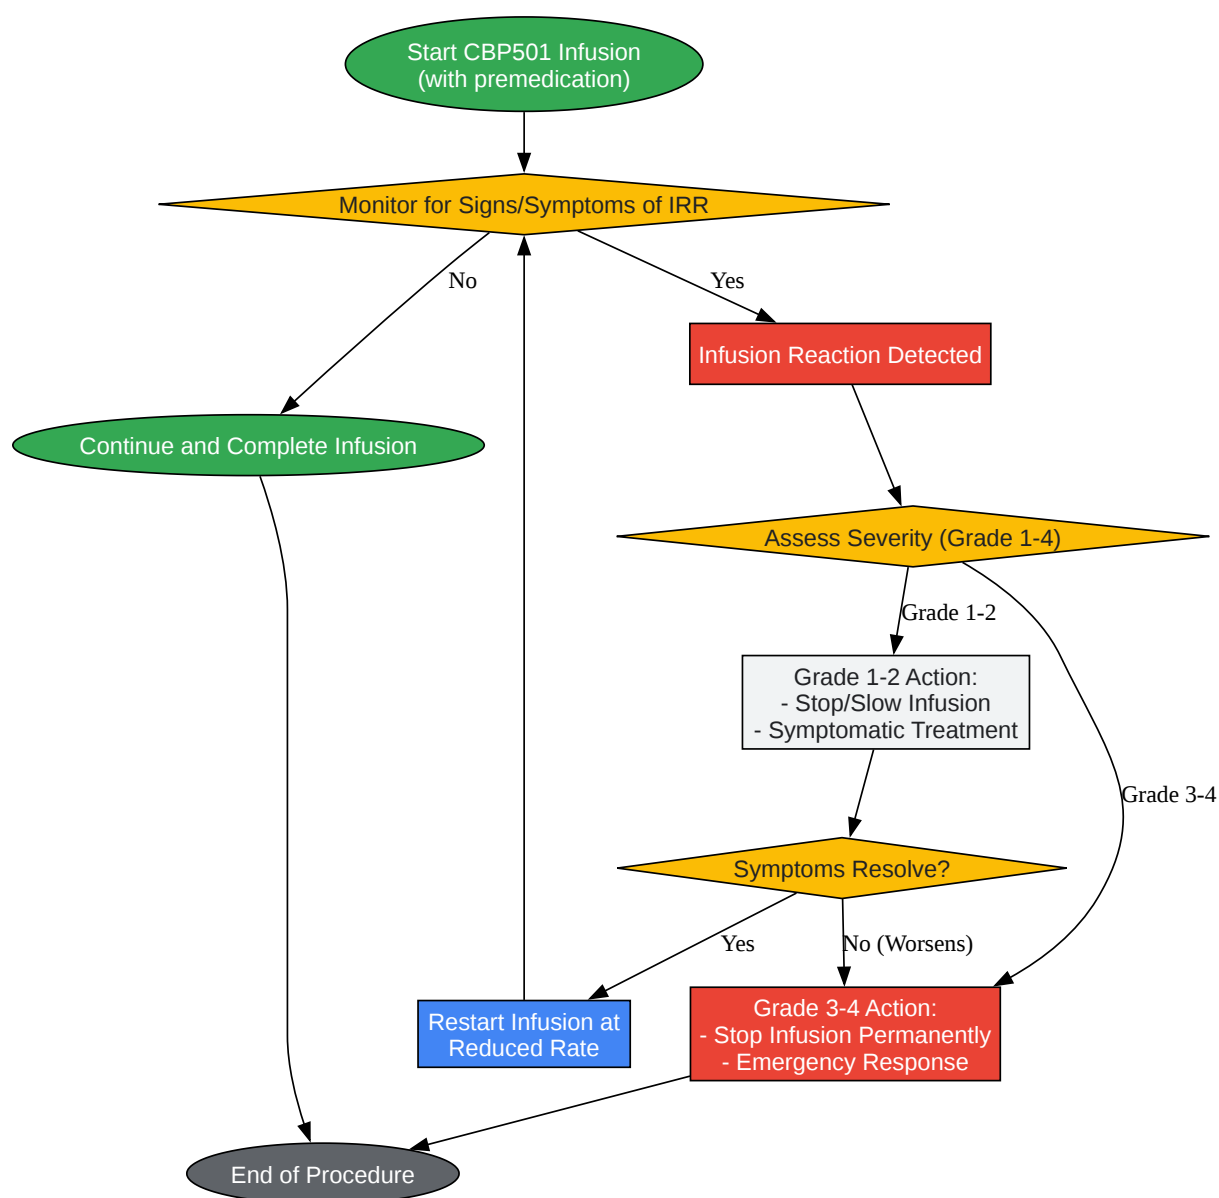 Start CBP501 Infusion
(with premedication)
Monitor for Signs/Symptoms of IRR
No
Yes
Infusion Reaction Detected
Continue and Complete Infusion
Assess Severity (Grade 1-4)
Grade 1-2
Grade 1-2 Action:
- Stop/Slow Infusion
- Symptomatic Treatment
Grade 3-4
Symptoms Resolve?
Yes
No (Worsens)
Restart Infusion at
Reduced Rate
Grade 3-4 Action:
- Stop Infusion Permanently
- Emergency Response
End of Procedure